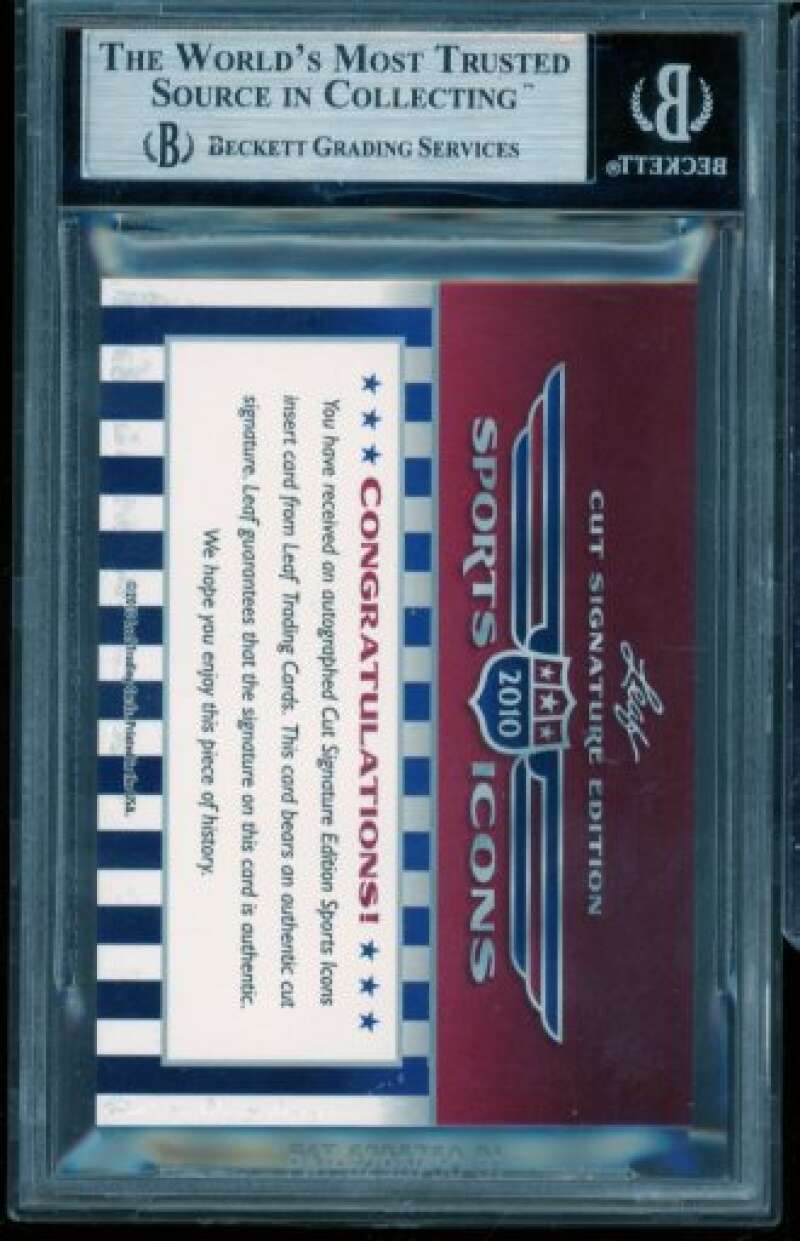 THE WORLD'S MOST TRUSTED
SOURCE IN COLLECTING™
B BECKETT GRADING SERVICES
B
BECKETT®
Leaf
CUT SIGNATURE EDITION
2010
SPORTS ICONS
CONGRATULATIONS!
You have received an autographed Cut Signature Edition Sports Icons
insert card from Leaf Trading Cards. This card bears an authentic cut
signature. Leaf guarantees that the signature on this card is authentic.
We hope you enjoy this piece of history.